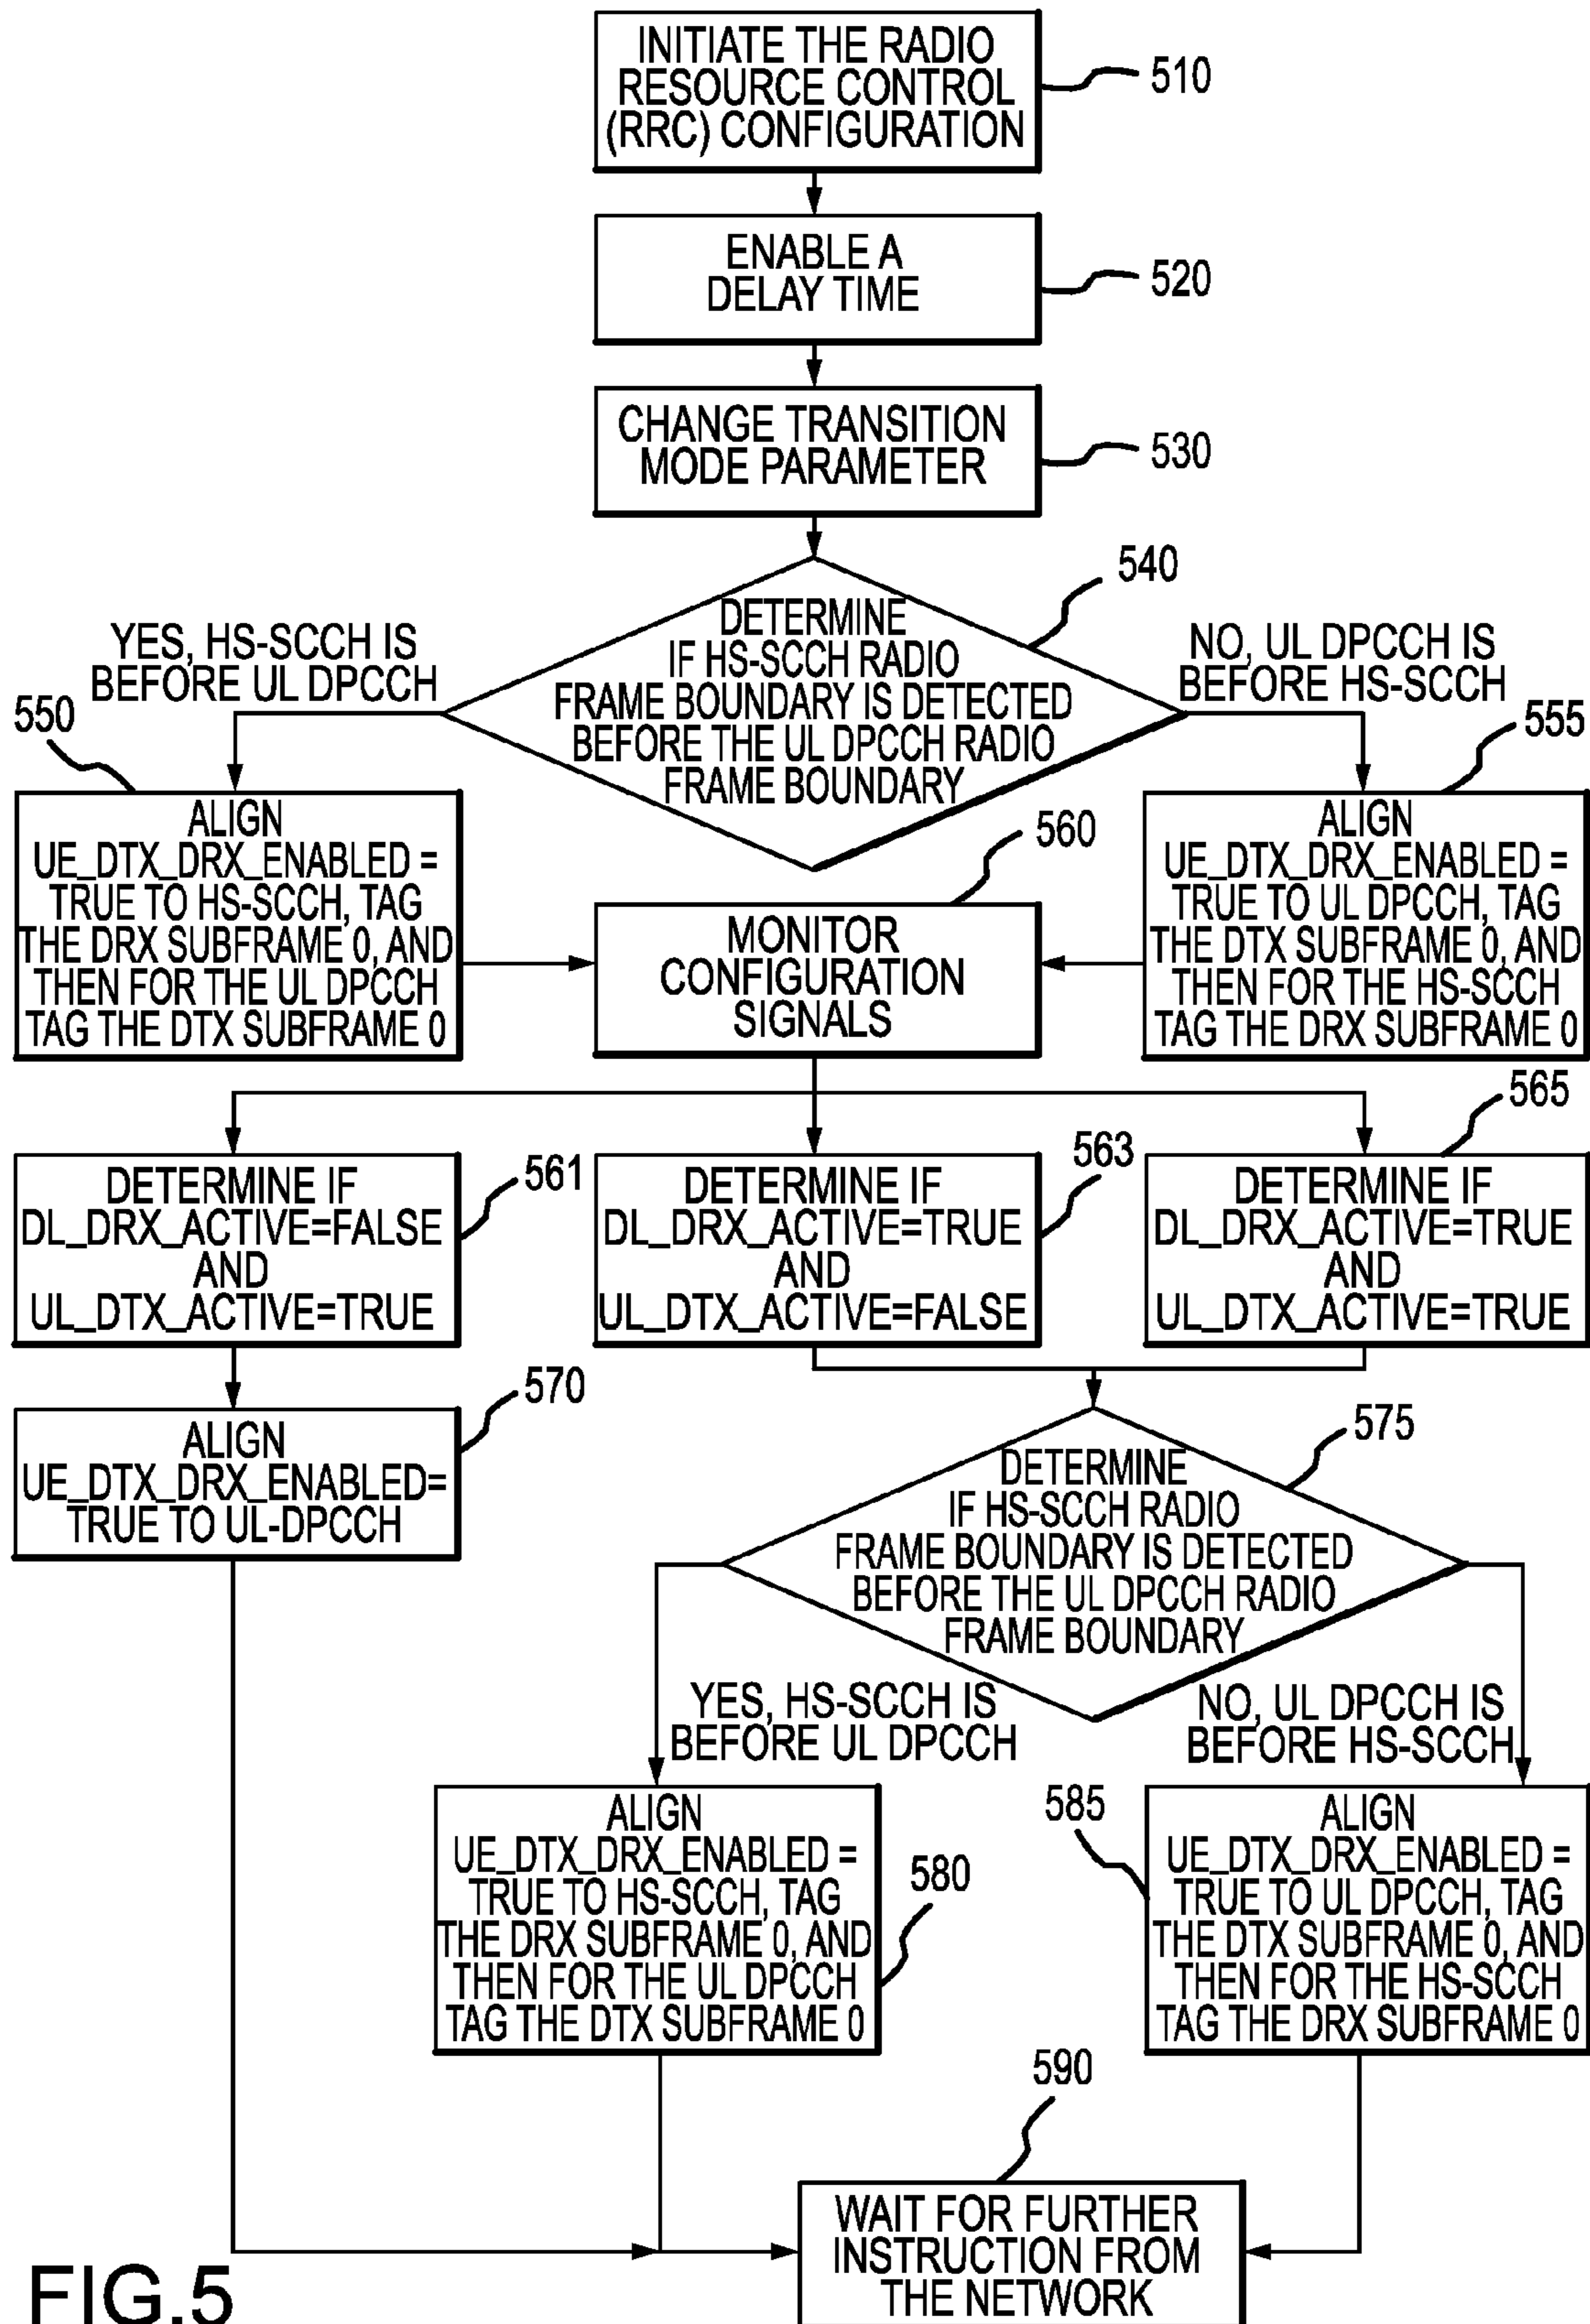 INITIATE THE RADIO
RESOURCE CONTROL
(RRC) CONFIGURATION
510
ENABLE A
DELAY TIME
520
CHANGE TRANSITION
MODE PARAMETER
530
540
DETERMINE
IF HS-SCCH RADIO
FRAME BOUNDARY IS DETECTED
BEFORE THE UL DPCCH RADIO
FRAME BOUNDARY
YES, HS-SCCH IS
BEFORE UL DPCCH
NO, UL DPCCH IS
BEFORE HS-SCCH
550
ALIGN
UE_DTX_DRX_ENABLED =
TRUE TO HS-SCCH, TAG
THE DRX SUBFRAME 0, AND
THEN FOR THE UL DPCCH
TAG THE DTX SUBFRAME 0
560
MONITOR
CONFIGURATION
SIGNALS
555
ALIGN
UE_DTX_DRX_ENABLED =
TRUE TO UL DPCCH, TAG
THE DTX SUBFRAME 0, AND
THEN FOR THE HS-SCCH
TAG THE DRX SUBFRAME 0
561
DETERMINE IF
DL_DRX_ACTIVE=FALSE
AND
UL_DTX_ACTIVE=TRUE
563
DETERMINE IF
DL_DRX_ACTIVE=TRUE
AND
UL_DTX_ACTIVE=FALSE
565
DETERMINE IF
DL_DRX_ACTIVE=TRUE
AND
UL_DTX_ACTIVE=TRUE
570
ALIGN
UE_DTX_DRX_ENABLED=
TRUE TO UL-DPCCH
575
DETERMINE
IF HS-SCCH RADIO
FRAME BOUNDARY IS DETECTED
BEFORE THE UL DPCCH RADIO
FRAME BOUNDARY
YES, HS-SCCH IS
BEFORE UL DPCCH
NO, UL DPCCH IS
BEFORE HS-SCCH
ALIGN
UE_DTX_DRX_ENABLED =
TRUE TO HS-SCCH, TAG
THE DRX SUBFRAME 0, AND
THEN FOR THE UL DPCCH
TAG THE DTX SUBFRAME 0
580
585
ALIGN
UE_DTX_DRX_ENABLED =
TRUE TO UL DPCCH, TAG
THE DTX SUBFRAME 0, AND
THEN FOR THE HS-SCCH
TAG THE DRX SUBFRAME 0
590
WAIT FOR FURTHER
INSTRUCTION FROM
THE NETWORK
FIG.5